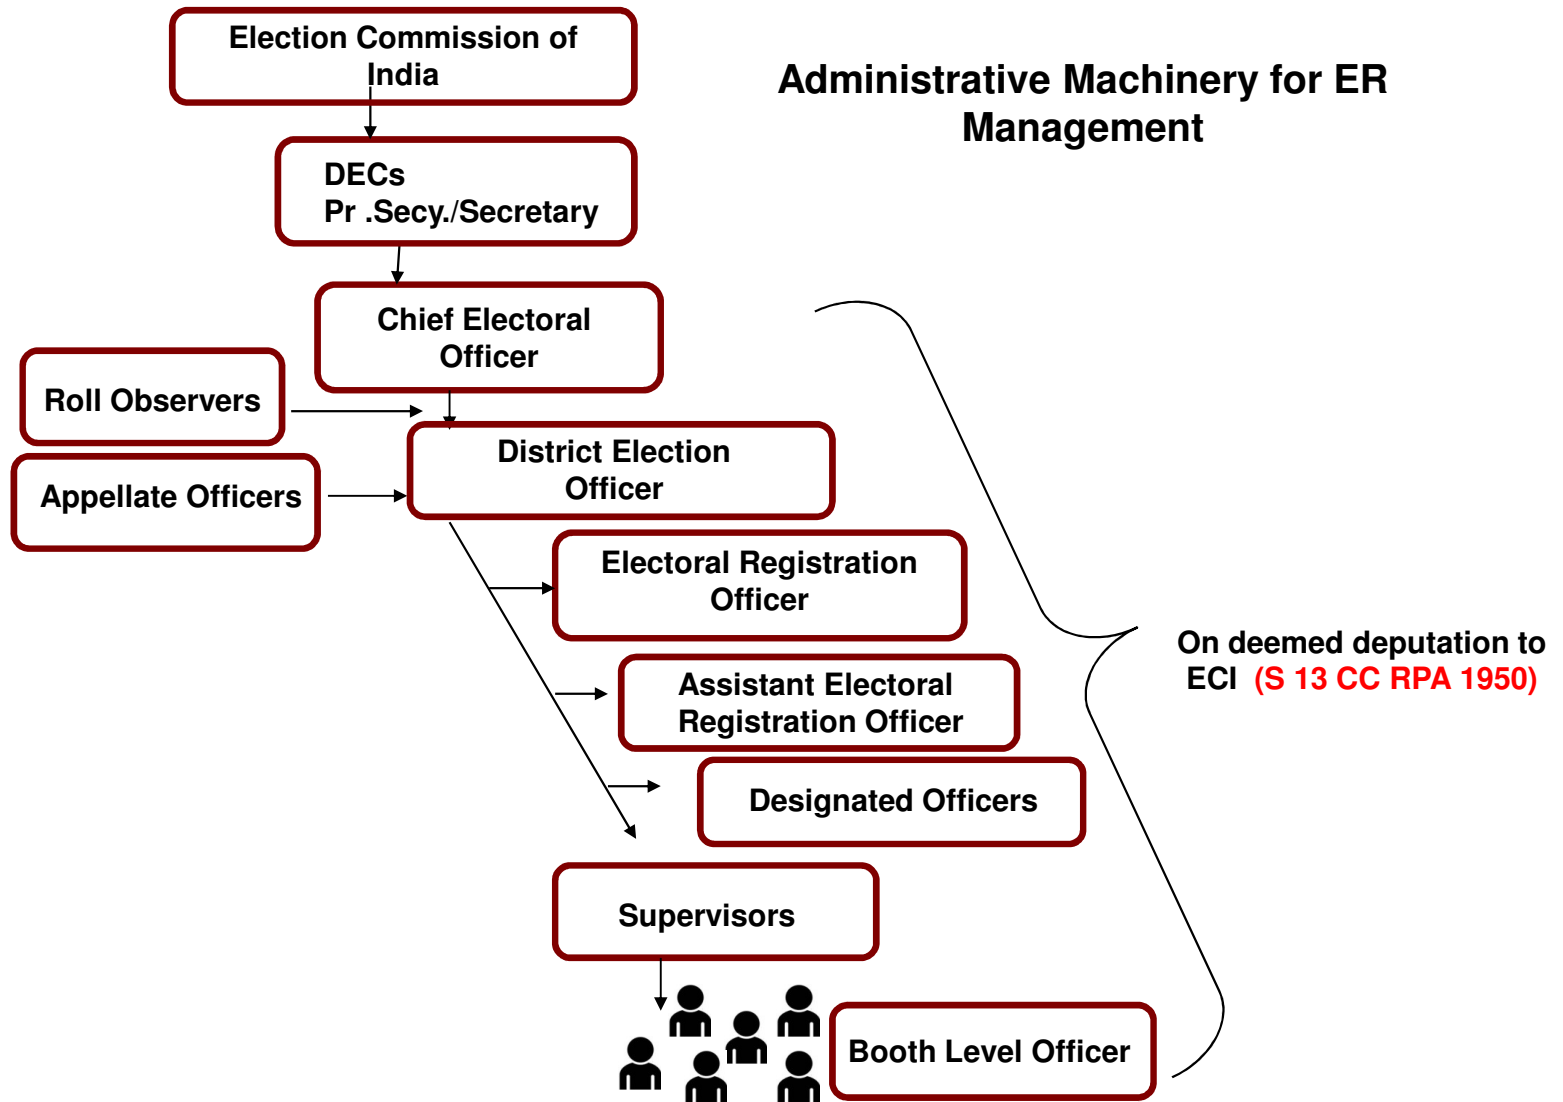 Election Commission of
India
Administrative Machinery for ER
Management
DECs
Pr .Secy./Secretary
Chief Electoral
Officer
Roll Observers
District Election
Officer
Appellate Officers
Electoral Registration
Officer
On deemed deputation to
ECI (S 13 CC RPA 1950)
Assistant Electoral
Registration Officer
Designated Officers
Supervisors
Booth Level Officer